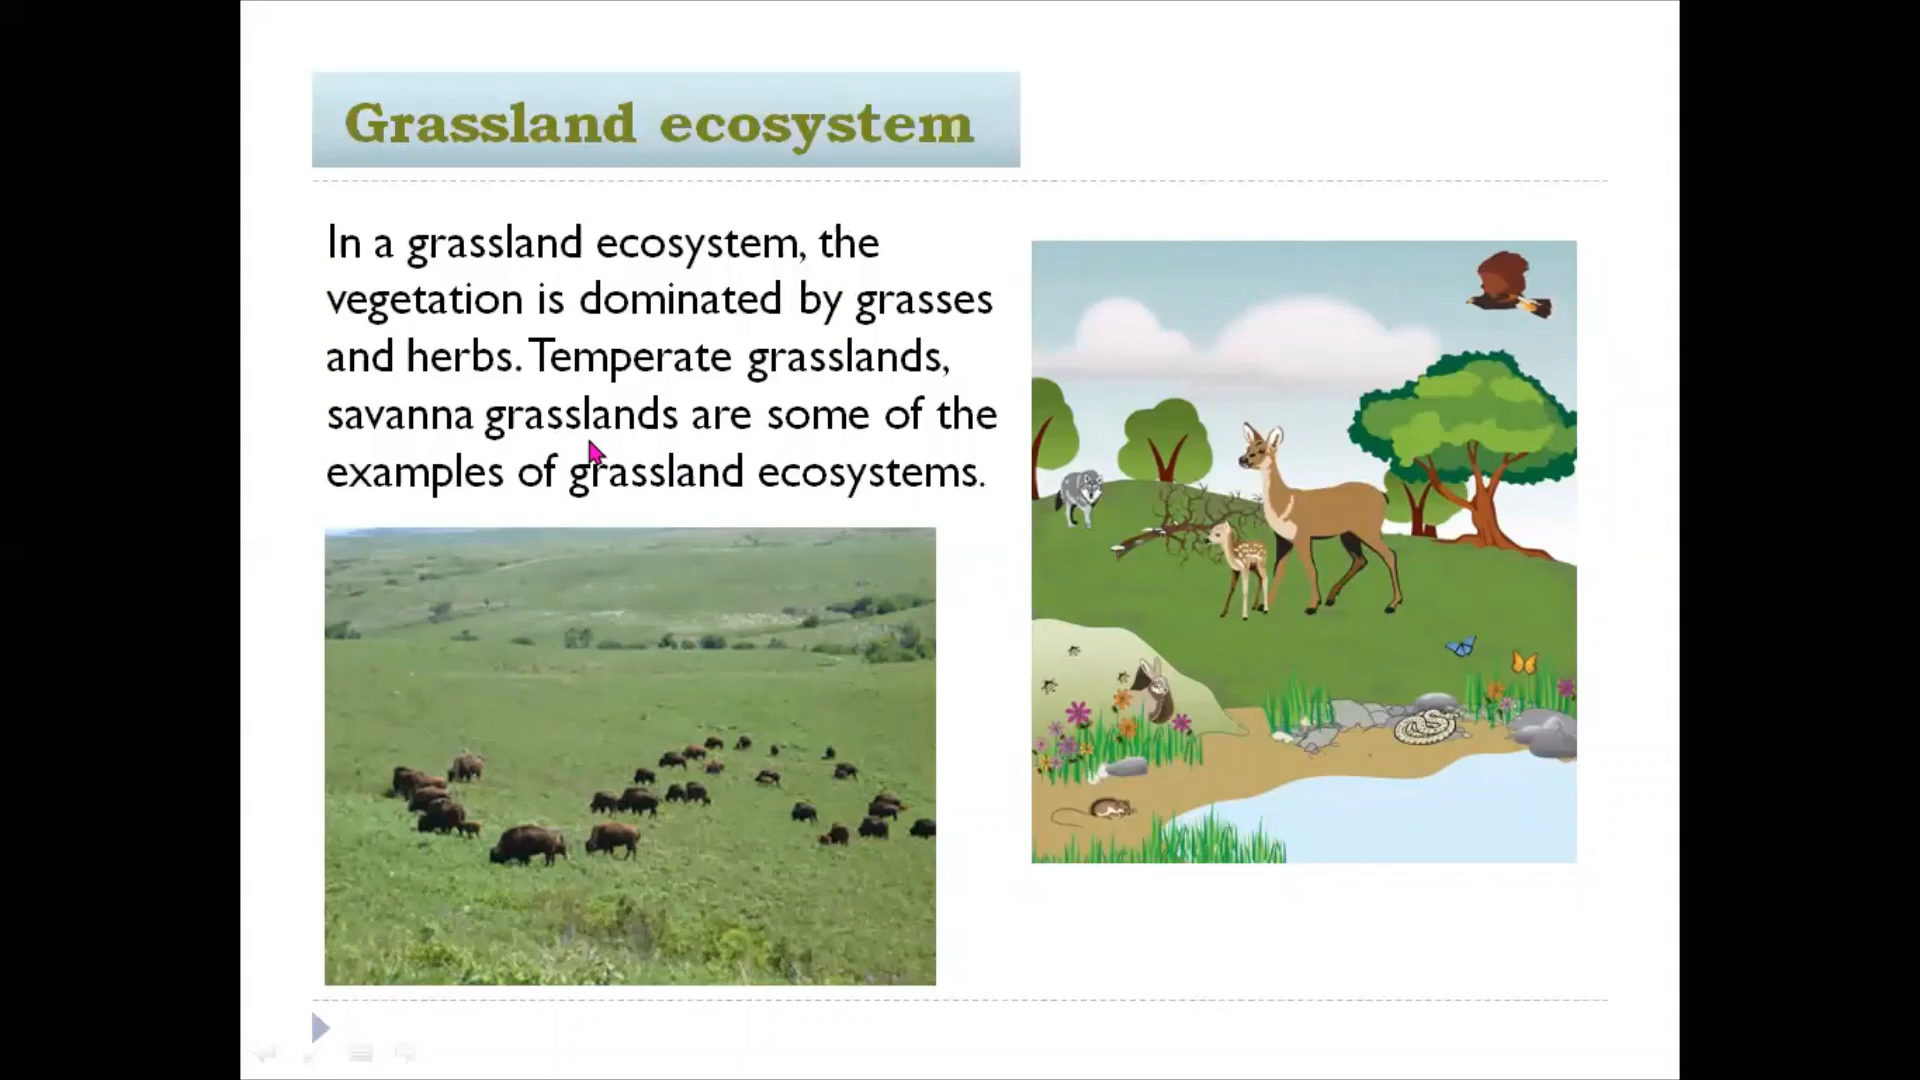 Grassland ecosystem
In a grassland ecosystem, the
vegetation is dominated by grasses
and herbs. Temperate grasslands,
savanna grasslands are some of the
examples of grassland ecosystems.